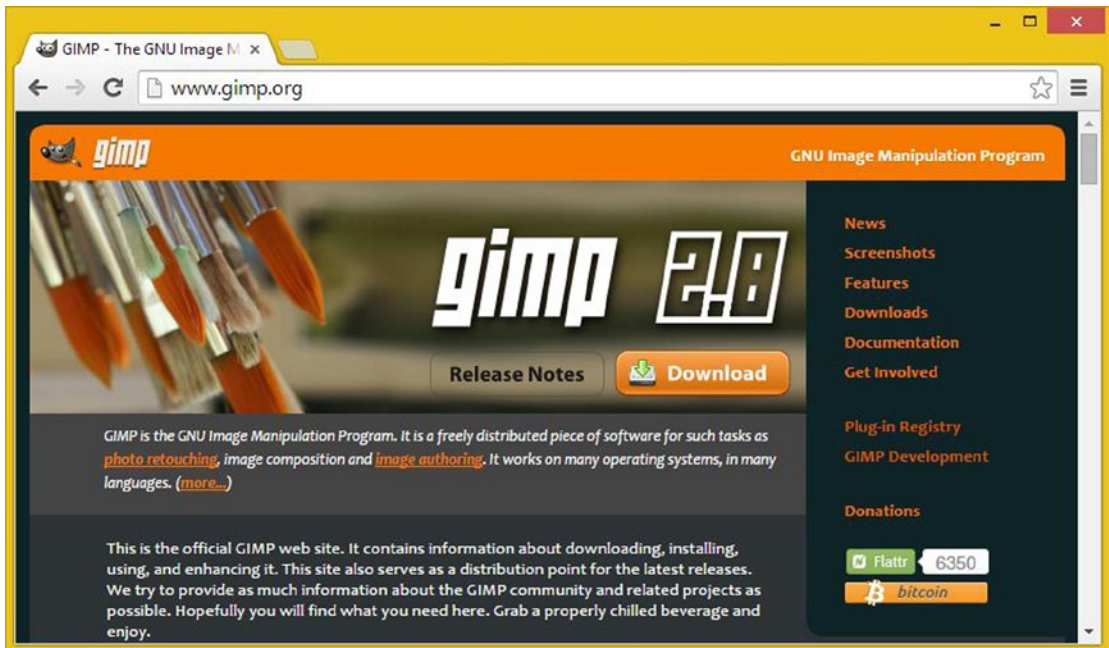 GIMP - The GNU Image M
www.gimp.org
gimp
GNU Image Manipulation Program
gimp 2.8
Release Notes
Download
GIMP is the GNU Image Manipulation Program. It is a freely distributed piece of software for such tasks as
photo retouching, image composition and image authoring. It works on many operating systems, in many
languages. (more...)
This is the official GIMP web site. It contains information about downloading, installing,
using, and enhancing it. This site also serves as a distribution point for the latest releases.
We try to provide as much information about the GIMP community and related projects as
possible. Hopefully you will find what you need here. Grab a properly chilled beverage and
enjoy.
News
Screenshots
Features
Downloads
Documentation
Get Involved
Plug-in Registry
GIMP Development
Donations
Flattr 6350
bitcoin